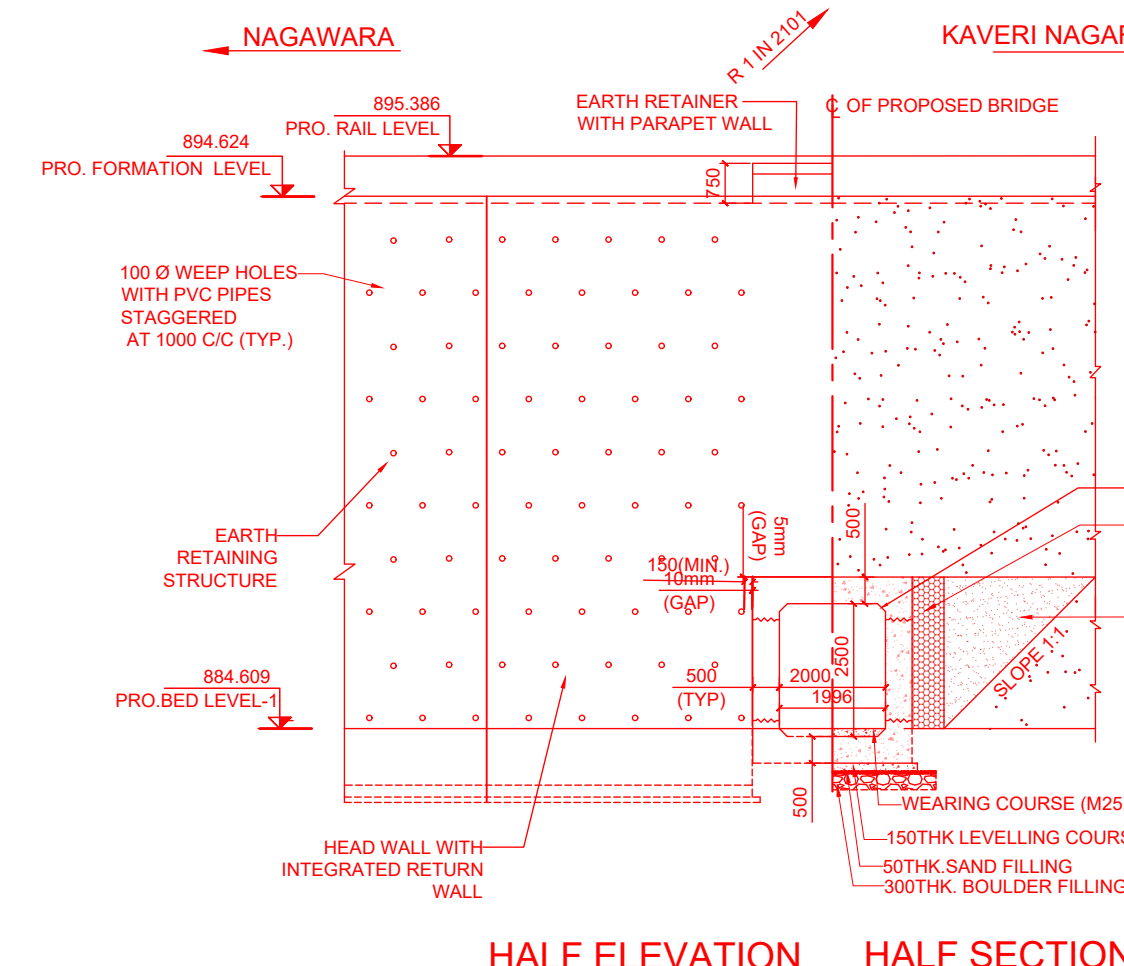 NAGAWARA
R 1 IN 2101
KAVERI NAGAR
895.386
PRO. RAIL LEVEL
894.624
PRO. FORMATION LEVEL
EARTH RETAINER
WITH PARAPET WALL
℄ OF PROPOSED BRIDGE
750
100 Ø WEEP HOLES
WITH PVC PIPES
STAGGERED
AT 1000 C/C (TYP.)
EARTH
RETAINING
STRUCTURE
5mm
(GAP)
500
150(MIN.)
10mm
(GAP)
884.609
PRO.BED LEVEL-1
500
(TYP)
2000
1996
2500
SLOPE 1:1.
500
WEARING COURSE (M25
150THK LEVELLING COURS
50THK.SAND FILLING
300THK. BOULDER FILLING
HEAD WALL WITH
INTEGRATED RETURN
WALL
HALF ELEVATION
HALF SECTION